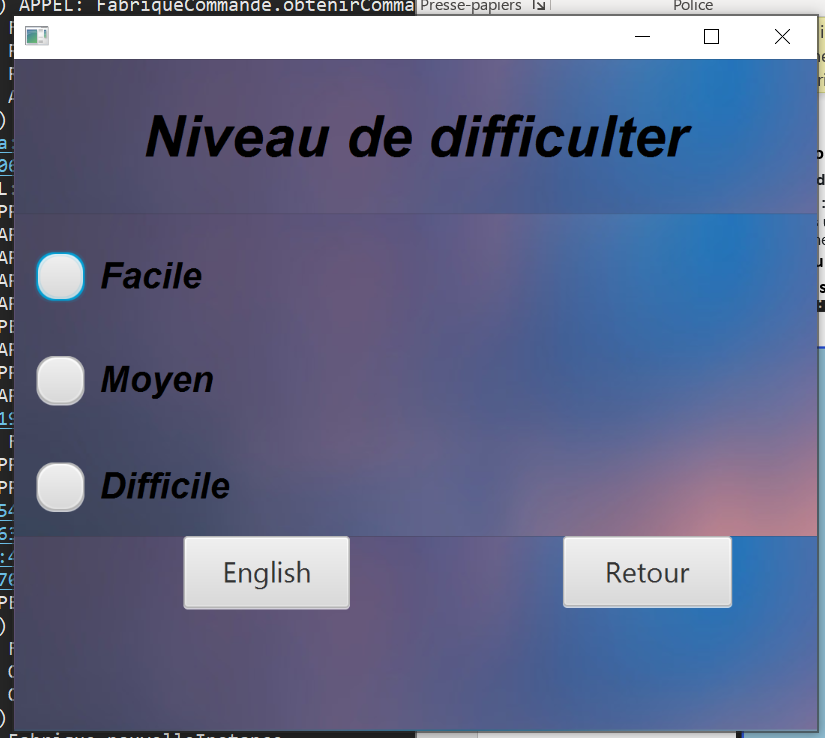 ) APPEL: FabriqueCommande.obtenirComma
Presse-papiers
Police
Niveau de difficulter
Facile
Moyen
Difficile
English
Retour